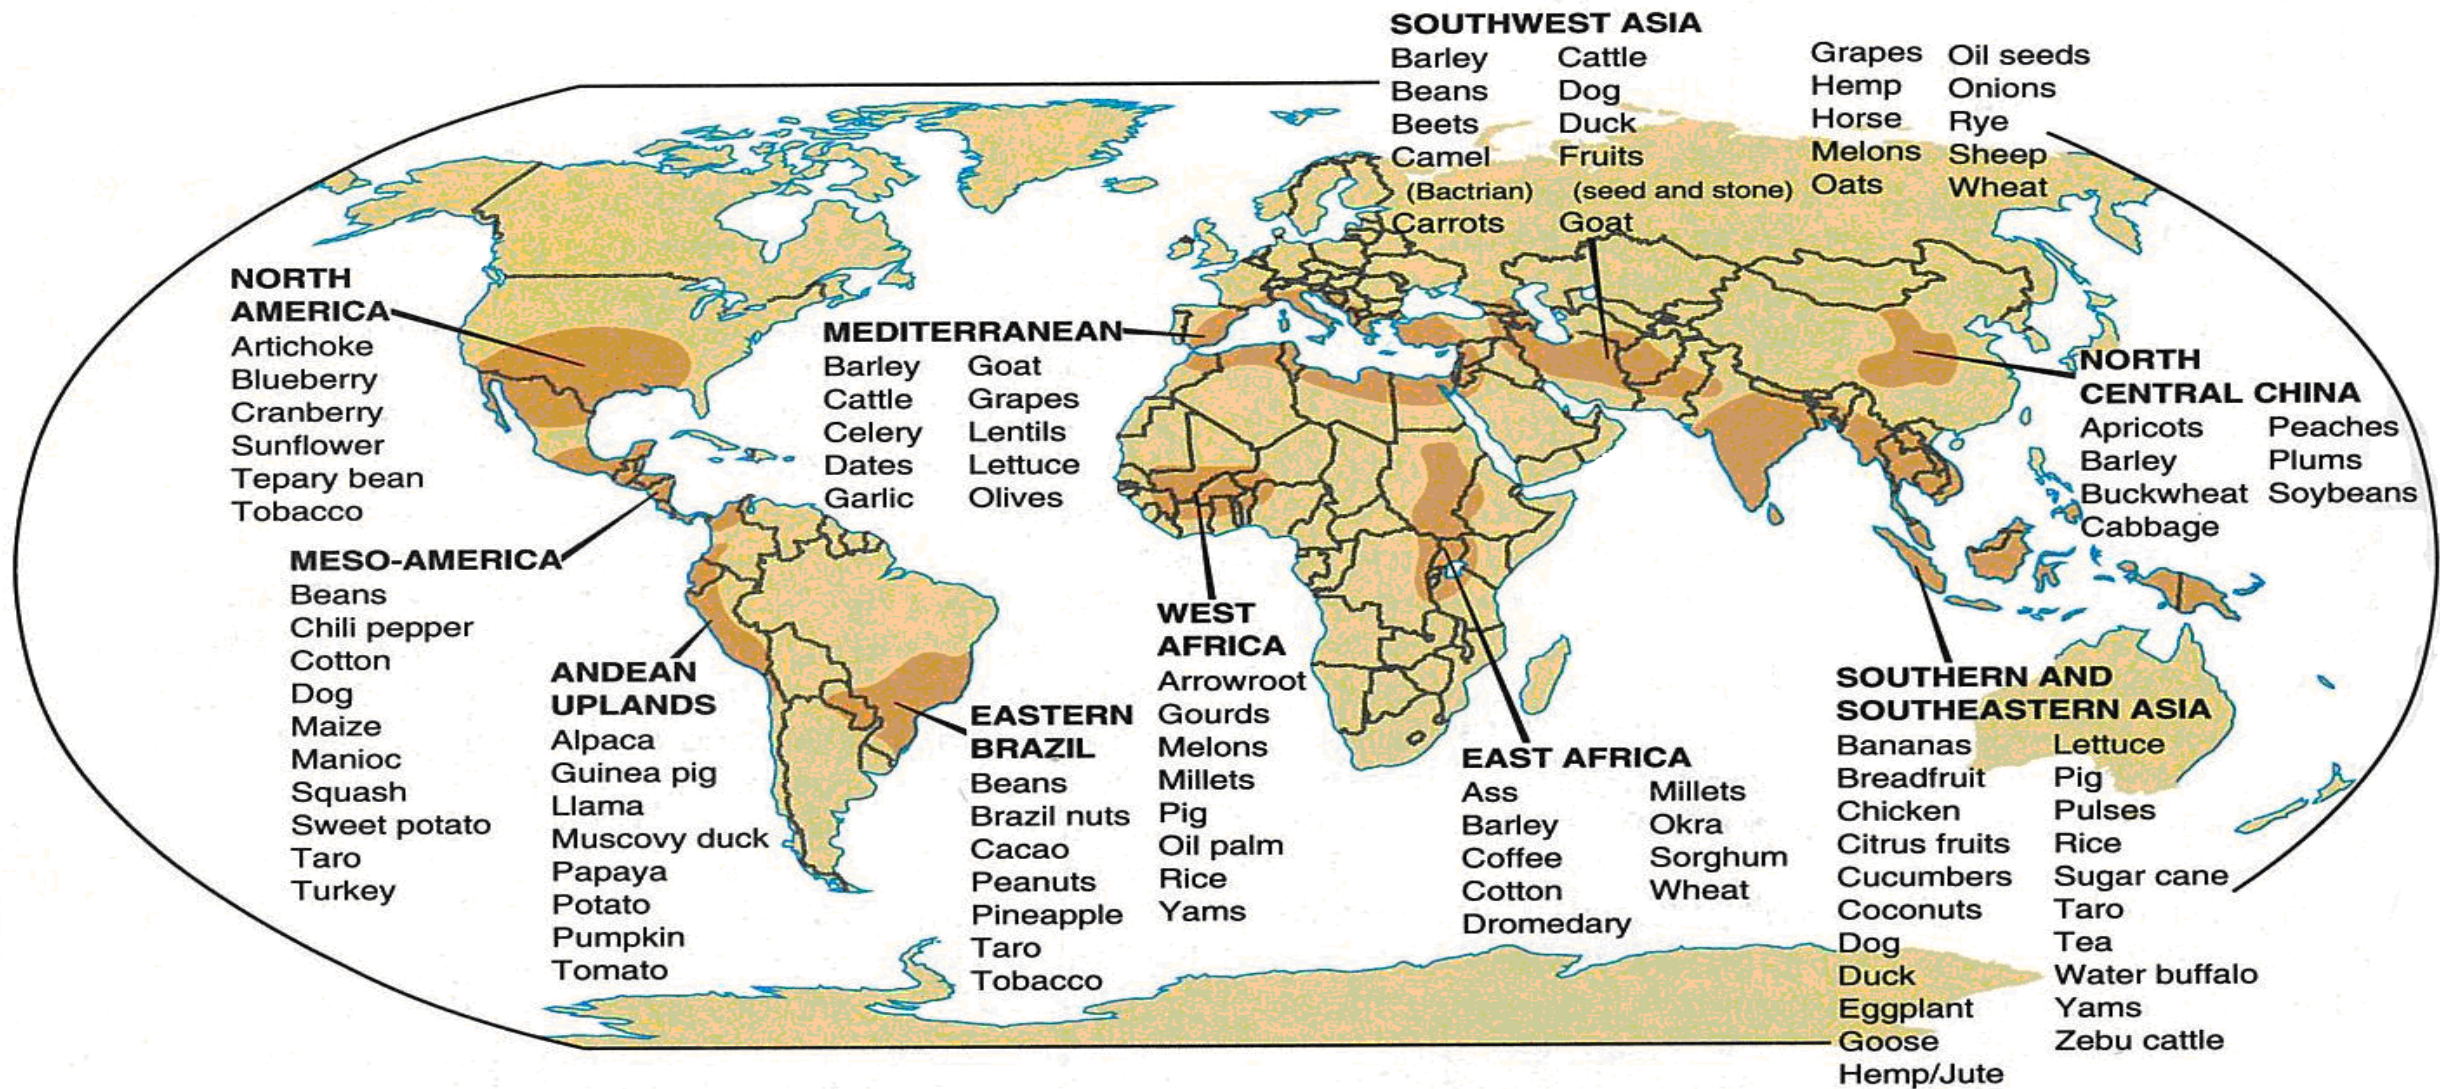 SOUTHWEST ASIA
Barley
Beans
Beets
Camel
(Bactrian)
Carrots
Cattle
Dog
Duck
Fruits
(seed and stone)
Goat
Grapes
Hemp
Horse
Melons
Oats
Oil seeds
Onions
Rye
Sheep
Wheat
NORTH
AMERICA
Artichoke
Blueberry
Cranberry
Sunflower
Tepary bean
Tobacco
MEDITERRANEAN
Barley
Cattle
Celery
Dates
Garlic
Goat
Grapes
Lentils
Lettuce
Olives
NORTH
CENTRAL CHINA
Apricots
Barley
Buckwheat
Cabbage
Peaches
Plums
Soybeans
MESO-AMERICA
Beans
Chili pepper
Cotton
Dog
Maize
Manioc
Squash
Sweet potato
Taro
Turkey
ANDEAN
UPLANDS
Alpaca
Guinea pig
Llama
Muscovy duck
Papaya
Potato
Pumpkin
Tomato
EASTERN
BRAZIL
Beans
Brazil nuts
Cacao
Peanuts
Pineapple
Taro
Tobacco
WEST
AFRICA
Arrowroot
Gourds
Melons
Millets
Pig
Oil palm
Rice
Yams
EAST AFRICA
Ass
Barley
Coffee
Cotton
Dromedary
Millets
Okra
Sorghum
Wheat
SOUTHERN AND
SOUTHEASTERN ASIA
Bananas
Breadfruit
Chicken
Citrus fruits
Cucumbers
Coconuts
Dog
Duck
Eggplant
Goose
Hemp/Jute
Lettuce
Pig
Pulses
Rice
Sugar cane
Taro
Tea
Water buffalo
Yams
Zebu cattle